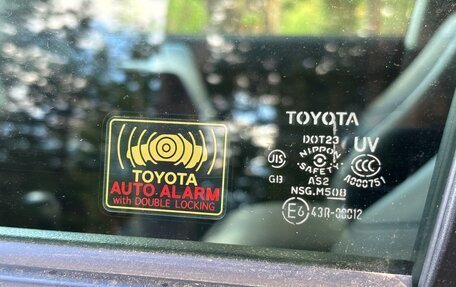 TOYOTA
AUTO ALARM
with DOUBLE LOCKING
TOYOTA
DOT23
NIPPON
SAFETY
UV
JIS
GB
AS2
CCC
A000751
NSG.M50B
E6 43R-00012